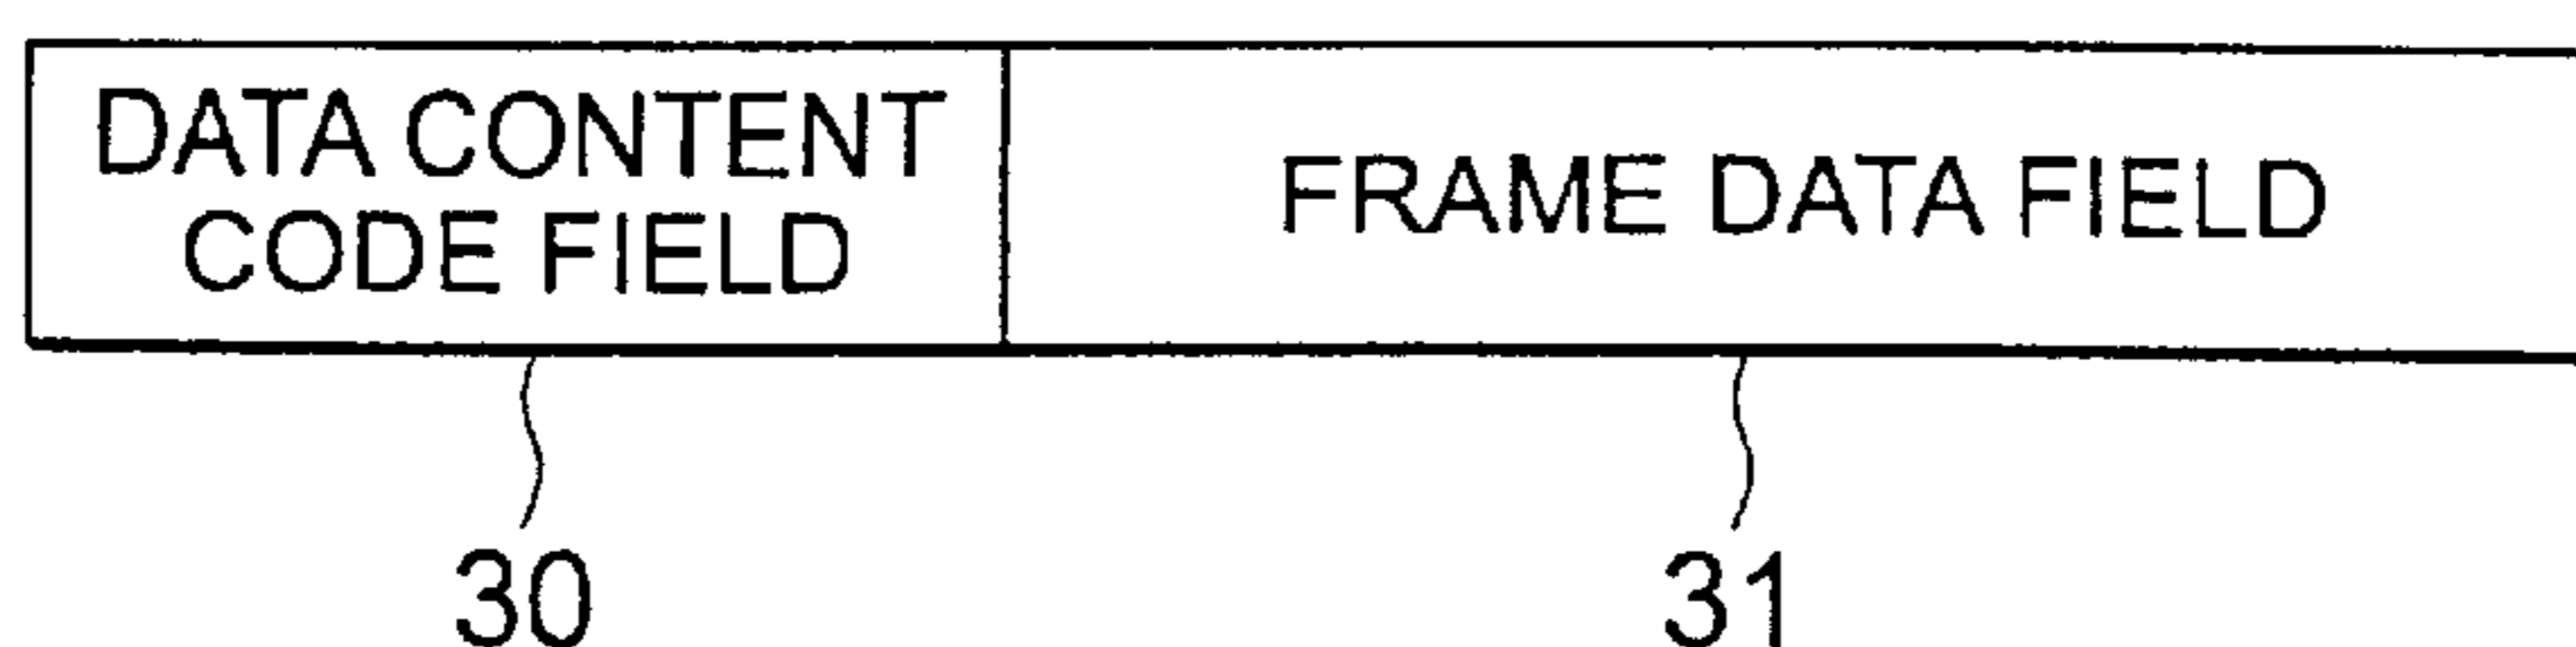 DATA CONTENT
CODE FIELD
FRAME DATA FIELD
30
31